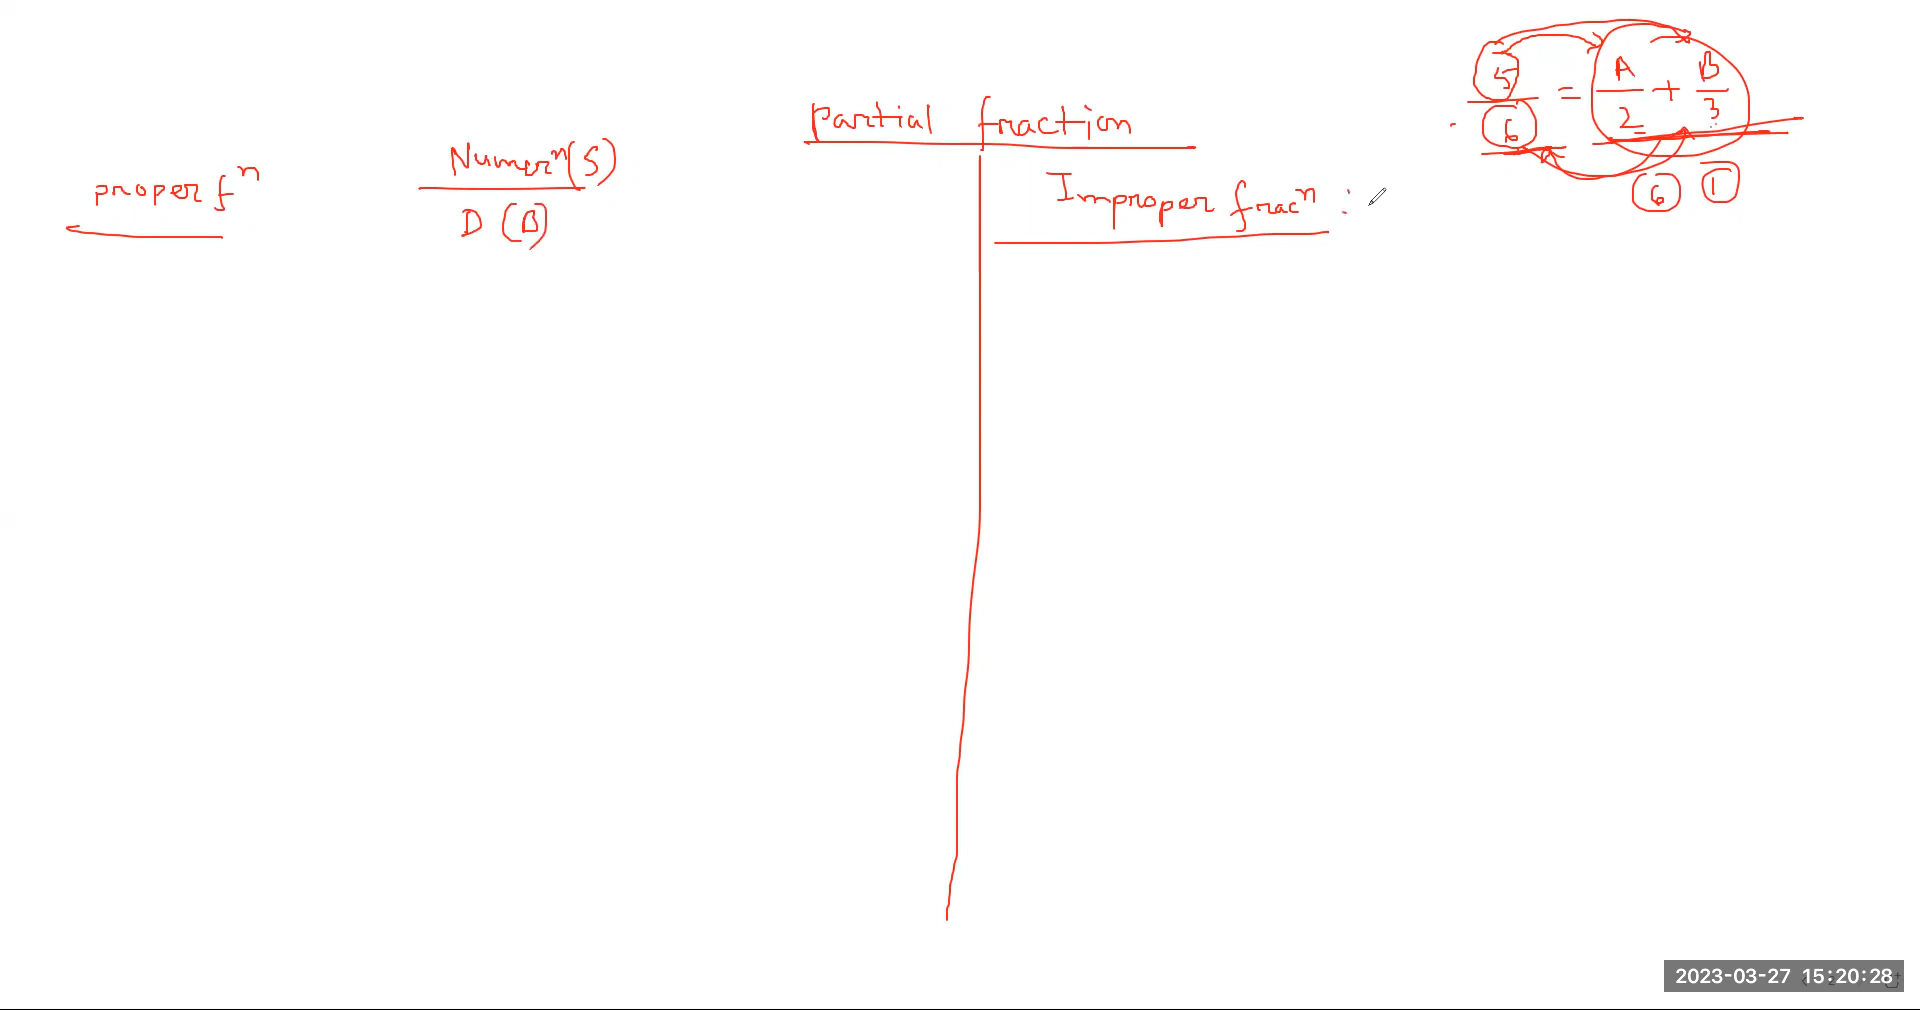 Partial fraction
proper fⁿ
Numerⁿ(S)
D (B)
Improper fracⁿ :
5/6 = A/2 + B/3
6 1
2023-03-27 15:20:28